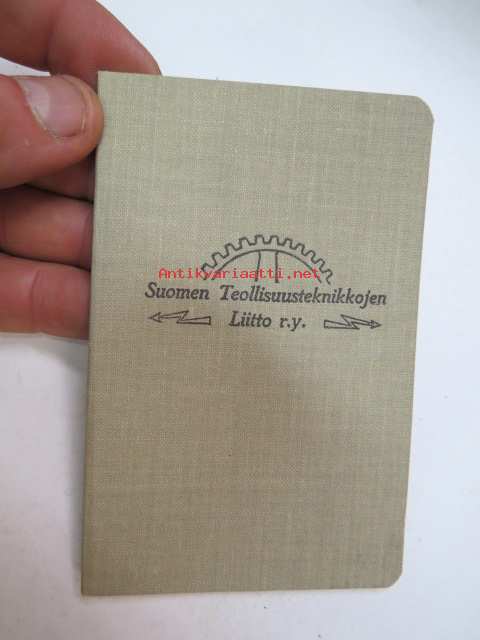 Antikvariaatti.net
Suomen Teollisuusteknikkojen
Liitto r.y.